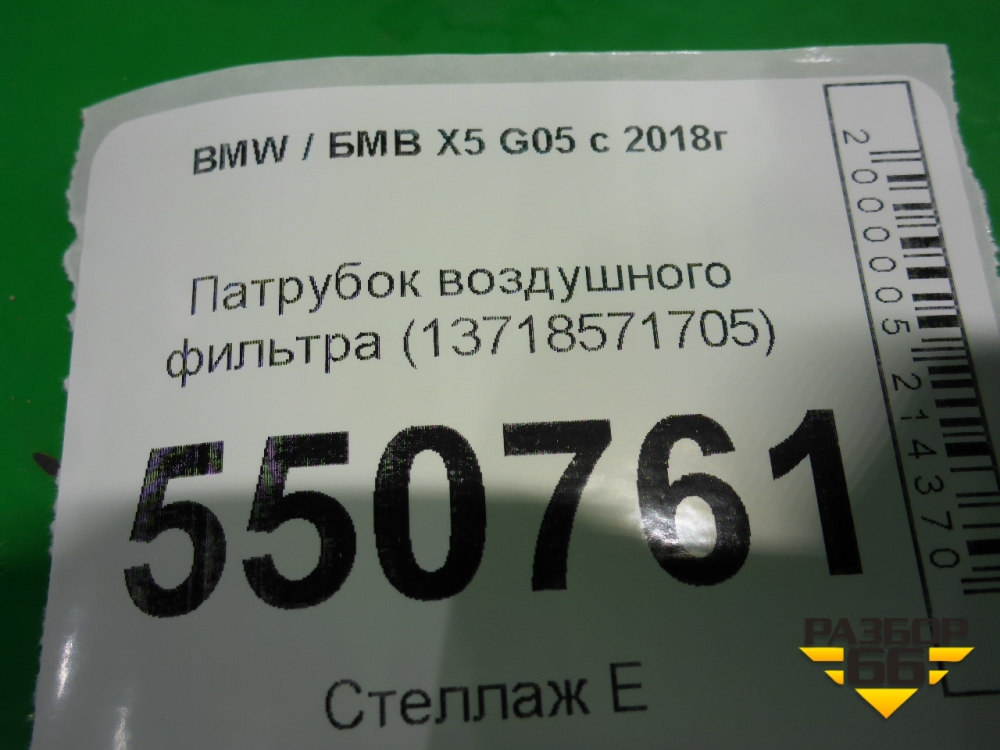 BMW / БМВ X5 G05 с 2018г
Патрубок воздушного
фильтра (13718571705)
550761
Стеллаж Е
2000005214370
РАЗБОР
66